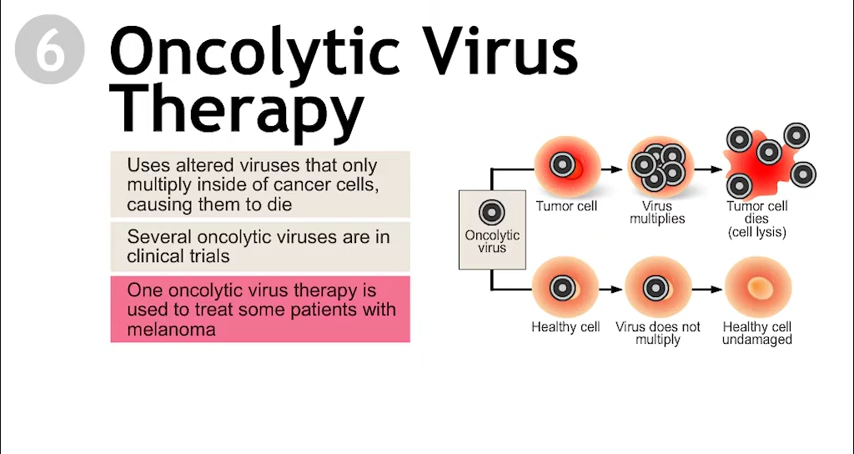 6
Oncolytic Virus
Therapy
Uses altered viruses that only
multiply inside of cancer cells,
causing them to die
Several oncolytic viruses are in
clinical trials
One oncolytic virus therapy is
used to treat some patients with
melanoma
Oncolytic
virus
Tumor cell
Virus
multiplies
Tumor cell
dies
(cell lysis)
Healthy cell
Virus does not
multiply
Healthy cell
undamaged